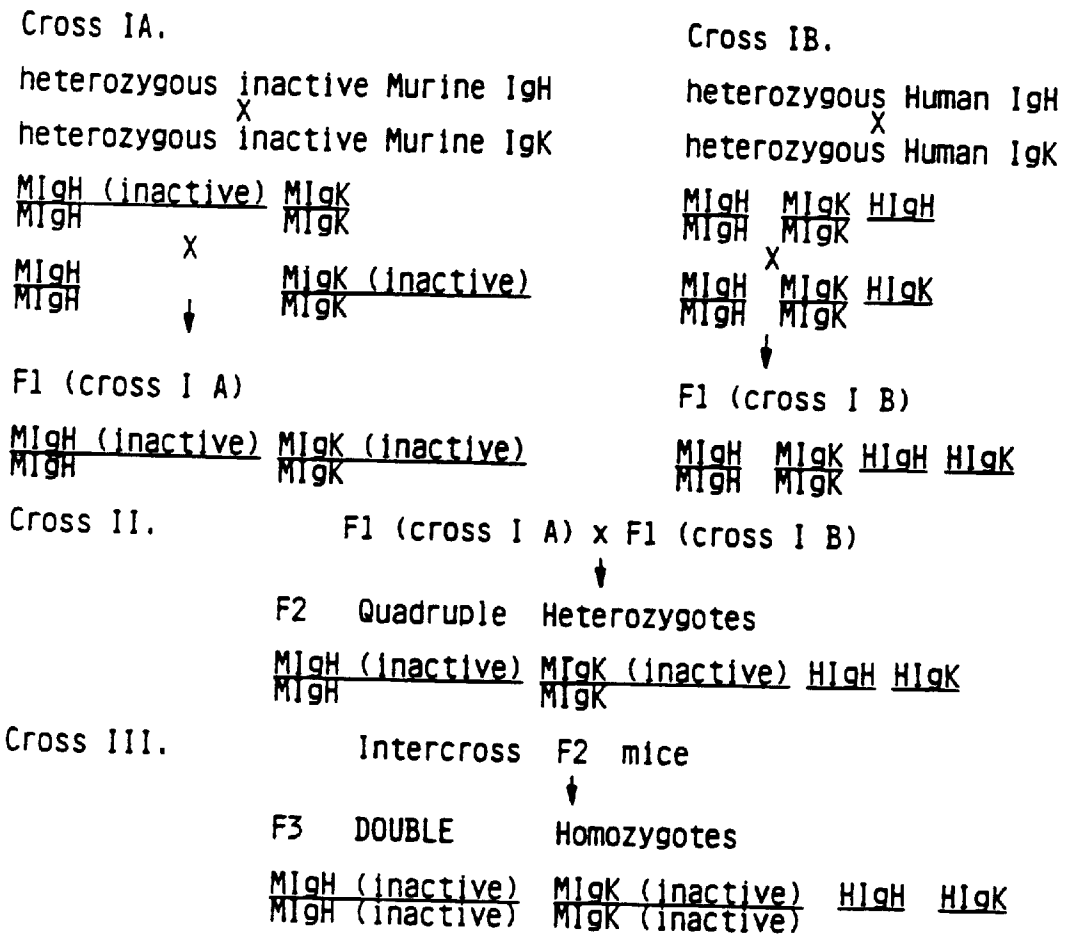 Cross IA.
heterozygous inactive Murine IgH
X
heterozygous inactive Murine IgK
MIgH (inactive) MIgK
MIgH MIgK
X
MIgH MigK (inactive)
MIgH MIgK
F1 (cross I A)
MIgH (inactive) MIgK (inactive)
MIgH MIgK
Cross IB.
heterozygous Human IgH
X
heterozygous Human IgK
MIgH MIgK HIgH
MIgH MIgK
X
MIgH MIgK HIgK
MIgH MIgK
F1 (cross I B)
MIgH MIgK HIgH HIgK
MIgH MIgK
Cross II. F1 (cross I A) x F1 (cross I B)
F2 Quadruple Heterozygotes
MIgH (inactive) MIgK (inactive) HIgH HIgK
MIgH MIgK
Cross III. Intercross F2 mice
F3 DOUBLE Homozygotes
MIgH (inactive) MIgK (inactive) HIgH HIgK
MIgH (inactive) MIgK (inactive)